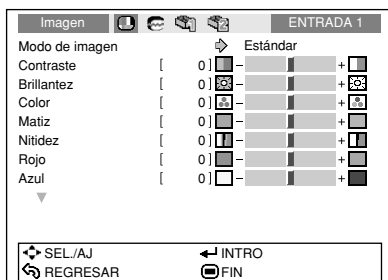 Imagen ENTRADA 1
Modo de imagen Estándar
Contraste [ 0 ] - +
Brillantez [ 0 ] - +
Color [ 0 ] - +
Matiz [ 0 ] - +
Nitidez [ 0 ] - +
Rojo [ 0 ] - +
Azul [ 0 ] - +
SEL./AJ INTRO
REGRESAR FIN